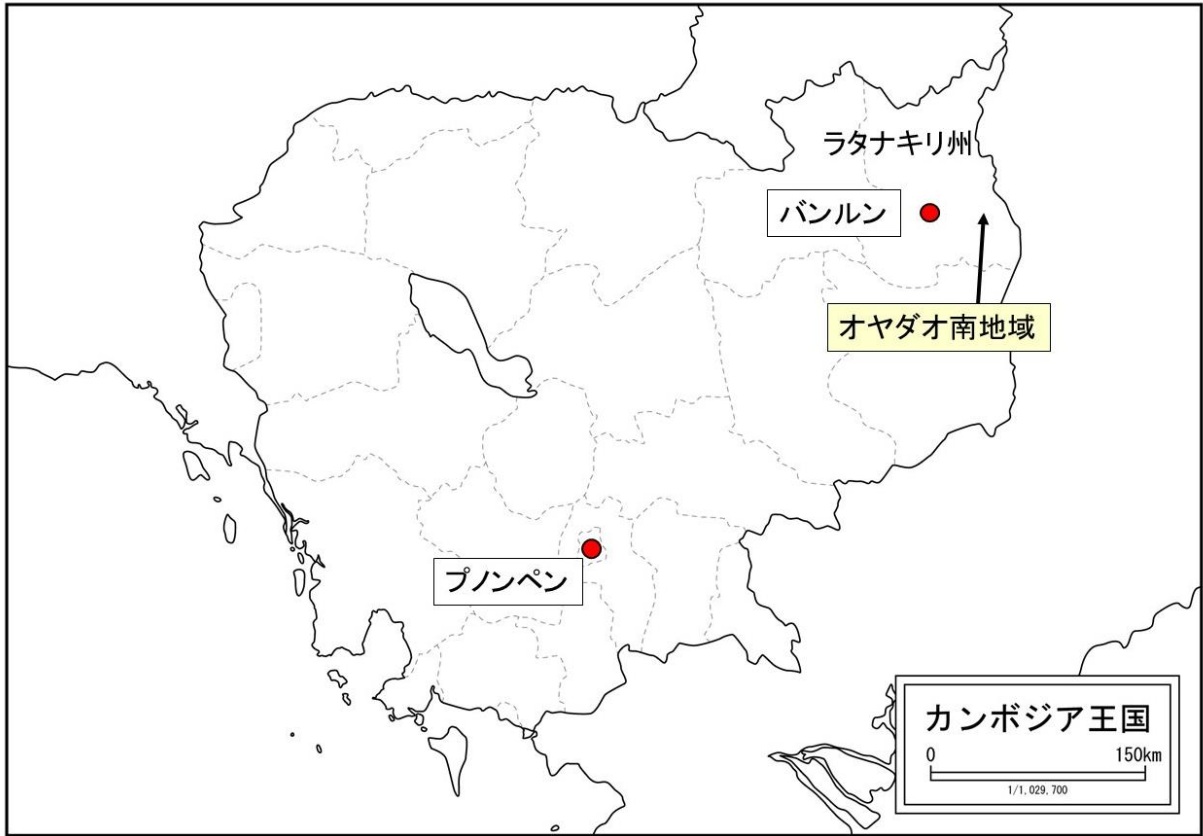 ラタナキリ州
バンルン
オヤダオ南地域
プノンペン
カンボジア王国
0 150km
1/1,029,700